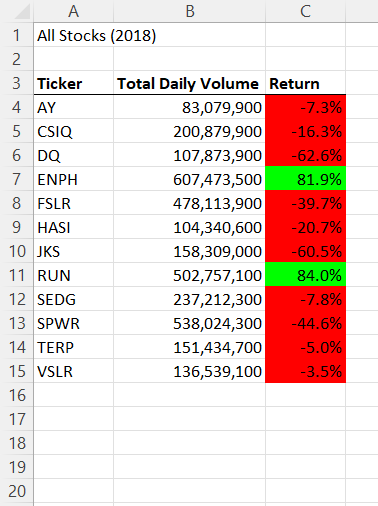 A B C
1 All Stocks (2018)
2
3 Ticker Total Daily Volume Return
4 AY 83,079,900 -7.3%
5 CSIQ 200,879,900 -16.3%
6 DQ 107,873,900 -62.6%
7 ENPH 607,473,500 81.9%
8 FSLR 478,113,900 -39.7%
9 HASI 104,340,600 -20.7%
10 JKS 158,309,000 -60.5%
11 RUN 502,757,100 84.0%
12 SEDG 237,212,300 -7.8%
13 SPWR 538,024,300 -44.6%
14 TERP 151,434,700 -5.0%
15 VSLR 136,539,100 -3.5%
16
17
18
19
20